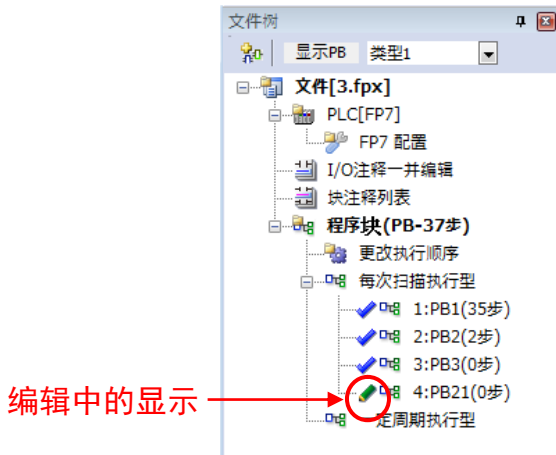 文件树
显示PB 类型1
文件[3.fpx]
PLC[FP7]
FP7 配置
I/O注释一并编辑
块注释列表
程序块(PB-37步)
更改执行顺序
每次扫描执行型
1:PB1(35步)
2:PB2(2步)
3:PB3(0步)
编辑中的显示
4:PB21(0步)
定周期执行型